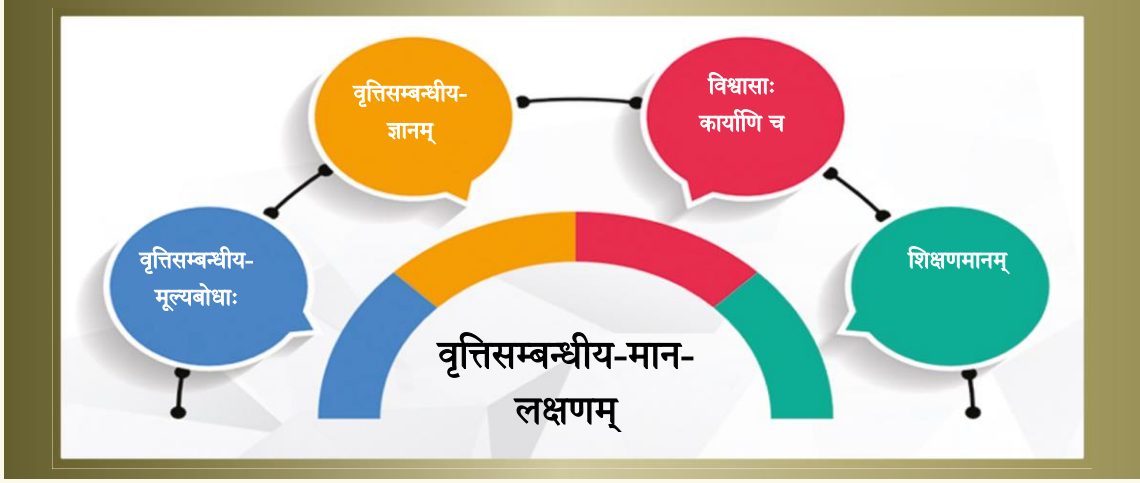 वृत्तिसम्बन्धीय-
मूल्यबोधाः
वृत्तिसम्बन्धीय-
ज्ञानम्
विश्वासाः
कार्याणि च
शिक्षणमानम्
वृत्तिसम्बन्धीय-मान-
लक्षणम्